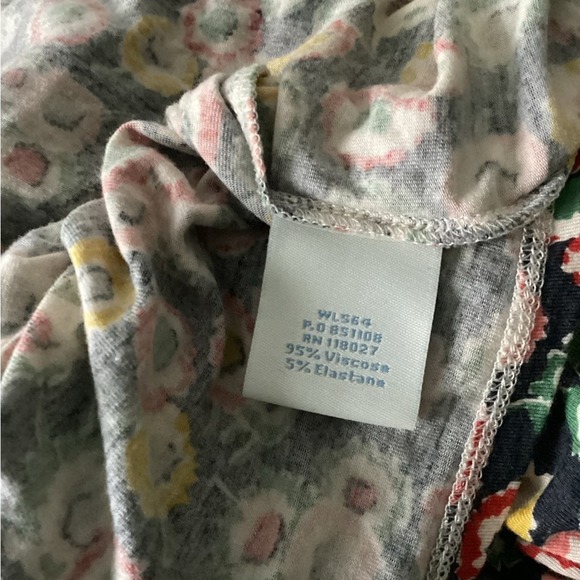 WL564
P.O 851108
RN 118027
95% Viscose
5% Elastane